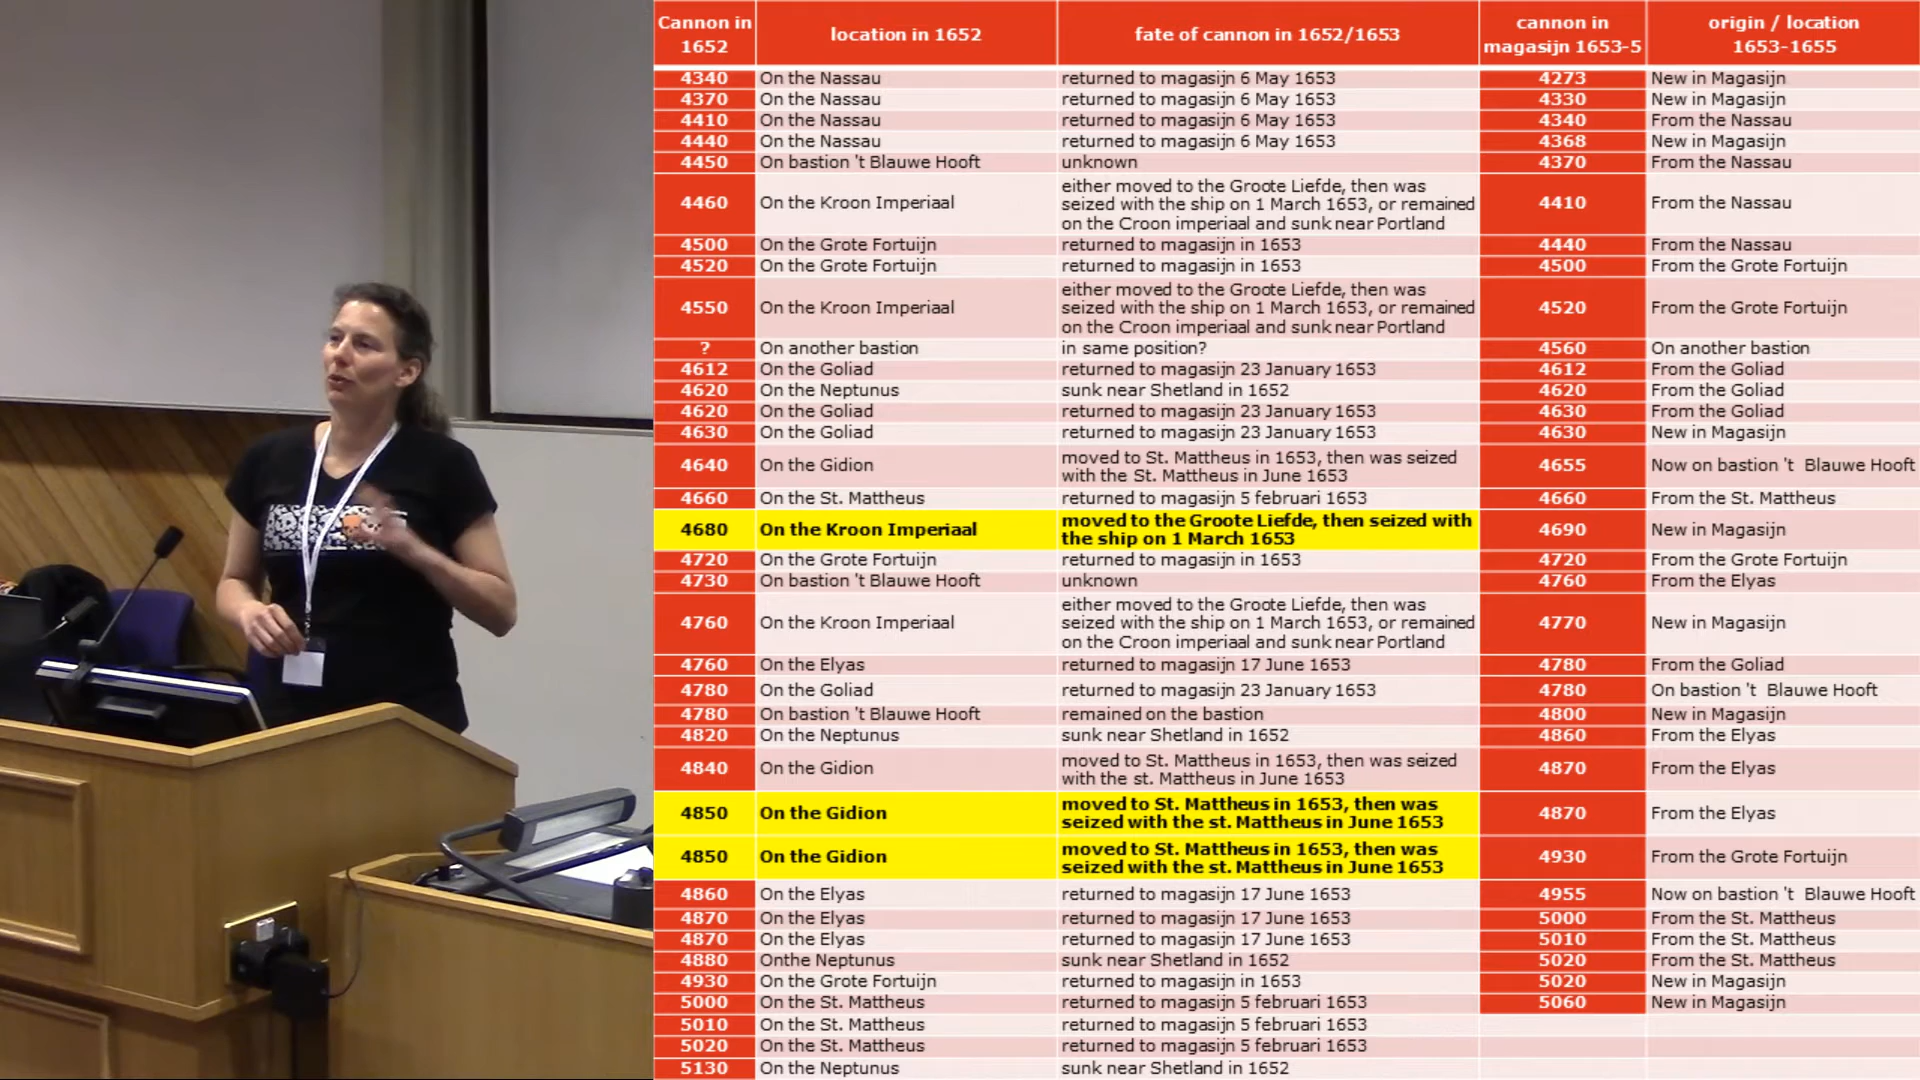 Cannon in 1652 location in 1652 fate of cannon in 1652/1653 cannon in magasijn 1653-5 origin / location 1653-1655
4340 On the Nassau returned to magasijn 6 May 1653 4273 New in Magasijn
4370 On the Nassau returned to magasijn 6 May 1653 4330 New in Magasijn
4410 On the Nassau returned to magasijn 6 May 1653 4340 From the Nassau
4440 On the Nassau returned to magasijn 6 May 1653 4368 New in Magasijn
4450 On bastion 't Blauwe Hooft unknown 4370 From the Nassau
4460 On the Kroon Imperiaal either moved to the Groote Liefde, then was seized with the ship on 1 March 1653, or remained on the Croon imperiaal and sunk near Portland 4410 From the Nassau
4500 On the Grote Fortuijn returned to magasijn in 1653 4440 From the Nassau
4520 On the Grote Fortuijn returned to magasijn in 1653 4500 From the Grote Fortuijn
4550 On the Kroon Imperiaal either moved to the Groote Liefde, then was seized with the ship on 1 March 1653, or remained on the Croon imperiaal and sunk near Portland 4520 From the Grote Fortuijn
? On another bastion in same position? 4560 On another bastion
4612 On the Goliad returned to magasijn 23 January 1653 4612 From the Goliad
4620 On the Neptunus sunk near Shetland in 1652 4620 From the Goliad
4620 On the Goliad returned to magasijn 23 January 1653 4630 From the Goliad
4630 On the Goliad returned to magasijn 23 January 1653 4630 New in Magasijn
4640 On the Gidion moved to St. Mattheus in 1653, then was seized with the St. Mattheus in June 1653 4655 Now on bastion 't Blauwe Hooft
4660 On the St. Mattheus returned to magasijn 5 februari 1653 4660 From the St. Mattheus
4680 On the Kroon Imperiaal moved to the Groote Liefde, then seized with the ship on 1 March 1653 4690 New in Magasijn
4720 On the Grote Fortuijn returned to magasijn in 1653 4720 From the Grote Fortuijn
4730 On bastion 't Blauwe Hooft unknown 4760 From the Elyas
4760 On the Kroon Imperiaal either moved to the Groote Liefde, then was seized with the ship on 1 March 1653, or remained on the Croon imperiaal and sunk near Portland 4770 New in Magasijn
4760 On the Elyas returned to magasijn 17 June 1653 4780 From the Goliad
4780 On the Goliad returned to magasijn 23 January 1653 4780 On bastion 't Blauwe Hooft
4780 On bastion 't Blauwe Hooft remained on the bastion 4800 New in Magasijn
4820 On the Neptunus sunk near Shetland in 1652 4860 From the Elyas
4840 On the Gidion moved to St. Mattheus in 1653, then was seized with the st. Mattheus in June 1653 4870 From the Elyas
4850 On the Gidion moved to St. Mattheus in 1653, then was seized with the st. Mattheus in June 1653 4870 From the Elyas
4850 On the Gidion moved to St. Mattheus in 1653, then was seized with the st. Mattheus in June 1653 4930 From the Grote Fortuijn
4860 On the Elyas returned to magasijn 17 June 1653 4955 Now on bastion 't Blauwe Hooft
4870 On the Elyas returned to magasijn 17 June 1653 5000 From the St. Mattheus
4870 On the Elyas returned to magasijn 17 June 1653 5010 From the St. Mattheus
4880 Onthe Neptunus sunk near Shetland in 1652 5020 From the St. Mattheus
4930 On the Grote Fortuijn returned to magasijn in 1653 5020 New in Magasijn
5000 On the St. Mattheus returned to magasijn 5 februari 1653 5060 New in Magasijn
5010 On the St. Mattheus returned to magasijn 5 februari 1653
5020 On the St. Mattheus returned to magasijn 5 februari 1653
5130 On the Neptunus sunk near Shetland in 1652